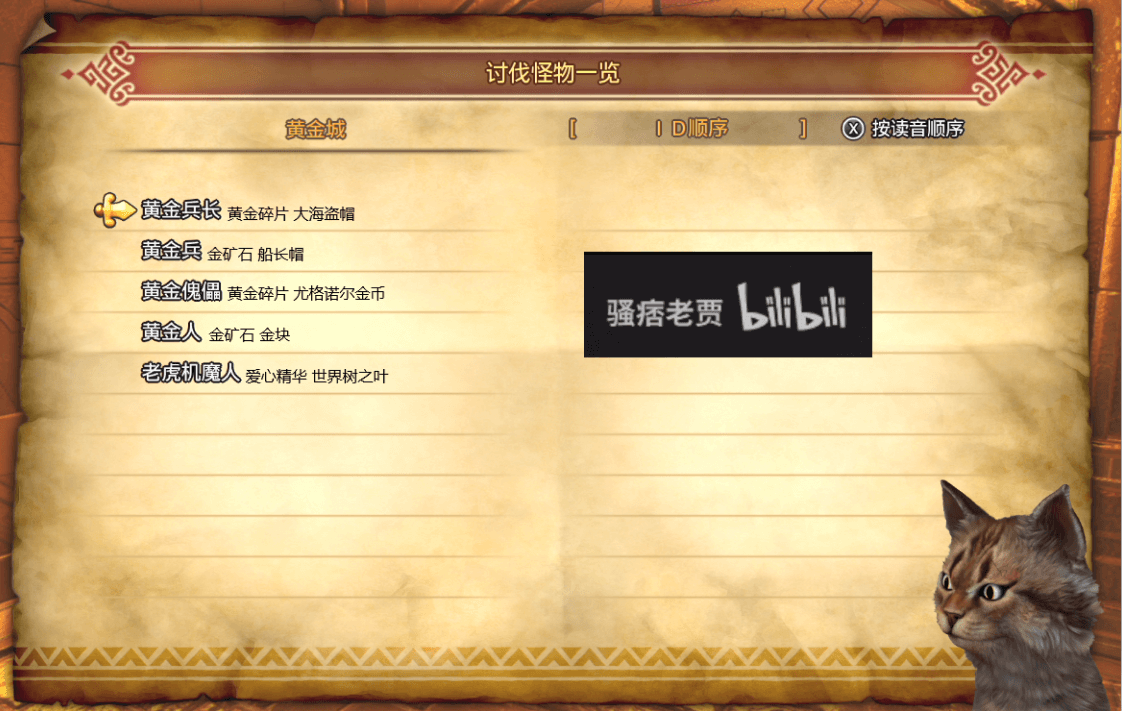 讨伐怪物一览
黄金城 [ ID顺序 ] X 按读音顺序
黄金兵长 黄金碎片 大海盗帽
黄金兵 金矿石 船长帽
黄金傀儡 黄金碎片 尤格诺尔金币
黄金人 金矿石 金块
老虎机魔人 爱心精华 世界树之叶
骚痞老贾 bilibili